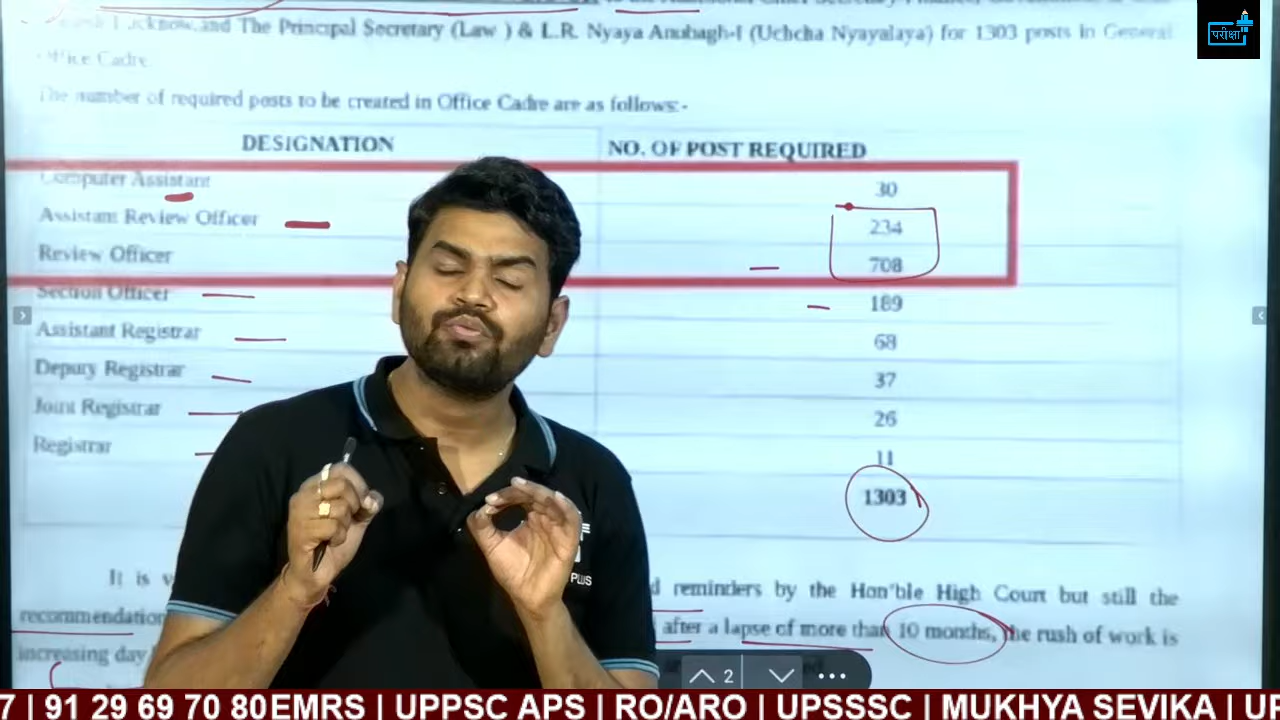 Lucknow and The Principal Secretary (Law ) & L.R. Nyaya Anubagh-I (Uchcha Nyayalaya) for 1303 posts in General
परीक्षा
Office Cadre
The number of required posts to be created in Office Cadre are as follows:-
DESIGNATION NO. OF POST REQUIRED
Computer Assistant 30
Assistant Review Officer 234
Review Officer 708
Section Officer 189
Assistant Registrar 68
Deputy Registrar 37
Joint Registrar 26
Registrar 11
1303
It is reminders by the Hon'ble High Court but still the
recommendation after a lapse of more than 10 months, the rush of work is
increasing day
PLUS
2
7 | 91 29 69 70 80EMRS | UPPSC APS | RO/ARO | UPSSSC | MUKHYA SEVIKA | UP